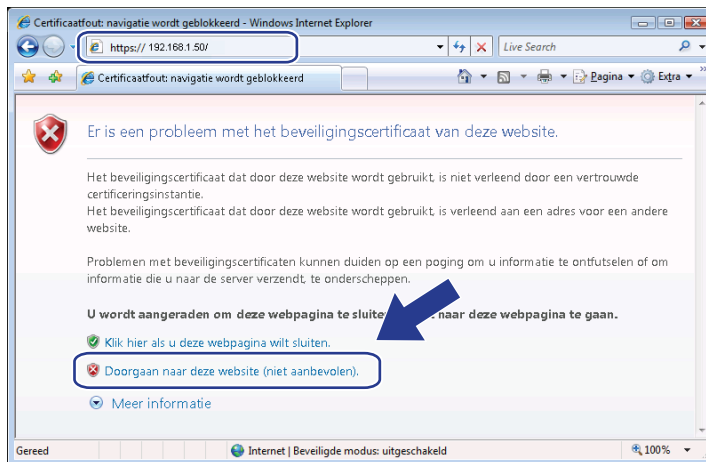 Certificaatfout: navigatie wordt geblokkeerd - Windows Internet Explorer
https:// 192.168.1.50/
Live Search
Certificaatfout: navigatie wordt geblokkeerd
Pagina
Extra
Er is een probleem met het beveiligingscertificaat van deze website.
Het beveiligingscertificaat dat door deze website wordt gebruikt, is niet verleend door een vertrouwde
certificeringsinstantie.
Het beveiligingscertificaat dat door deze website wordt gebruikt, is verleend aan een adres voor een andere
website.
Problemen met beveiligingscertificaten kunnen duiden op een poging om u informatie te ontfutselen of om
informatie die u naar de server verzendt, te onderscheppen.
U wordt aangeraden om deze webpagina te sluiten naar deze webpagina te gaan.
Klik hier als u deze webpagina wilt sluiten.
Doorgaan naar deze website (niet aanbevolen).
Meer informatie
Gereed
Internet | Beveiligde modus: uitgeschakeld
100%